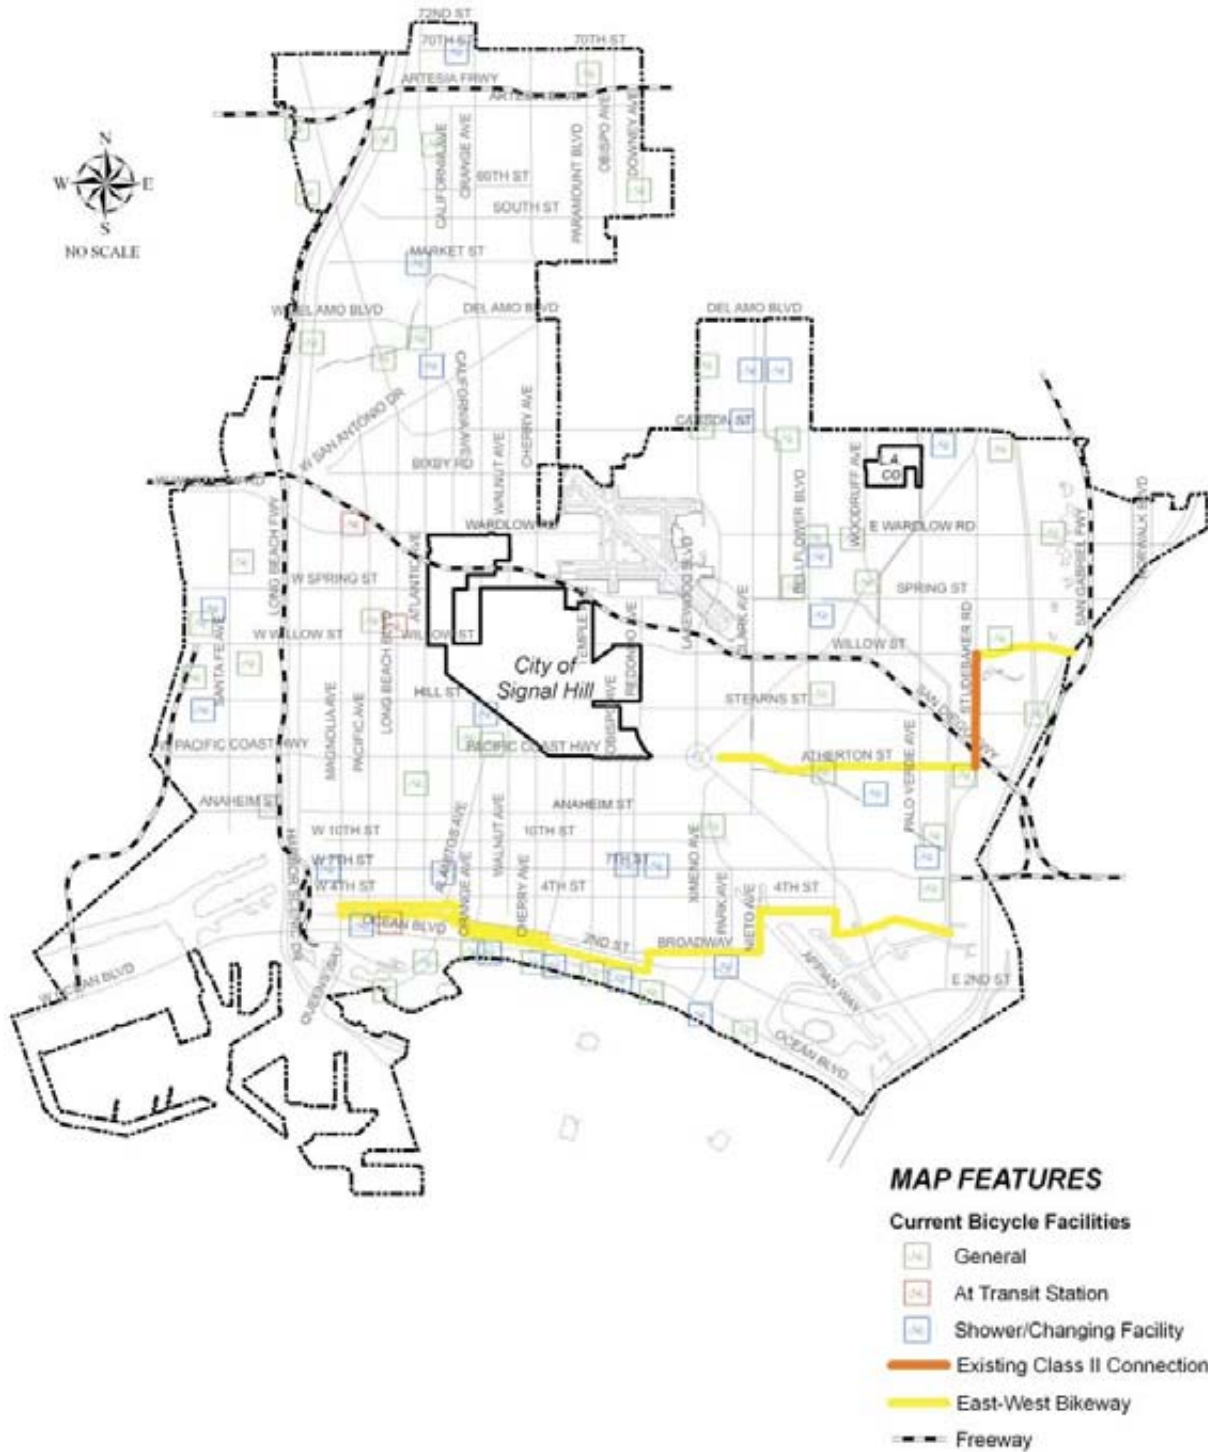 72ND ST
70TH ST
70TH ST
ARTESIA FRWY
ARTESIA BLVD
CALIFORNIA AVE
ORANGE AVE
PARAMOUNT BLVD
OBISPO AVE
DOWNEY AVE
N
W E
S
NO SCALE
60TH ST
SOUTH ST
MARKET ST
W DEL AMO BLVD
DEL AMO BLVD
DEL AMO BLVD
CALIFORNIA AVE
CHERRY AVE
W SAN ANTONIO DR
CARSON ST
BIXBY RD
WALNUT AVE
L.A.
CO
WOODRUFF AVE
BELLFLOWER BLVD
LONG BEACH FWY
WARDLOW RD
E WARDLOW RD
NORWALK BLVD
SAN GABRIEL FWY
ATLANTIC AVE
LAKEWOOD BLVD
W SPRING ST
SPRING ST
CLARK AVE
W WILLOW ST
WILLOW ST
WILLOW ST
TEMPLE
REDONDO AVE
STUDEBAKER RD
SANTA FE AVE
City of
Signal Hill
LONG BEACH BLVD
HILL ST
STEARNS ST
SAN DIEGO FWY
MAGNOLIA AVE
PACIFIC AVE
OBISPO AVE
W PACIFIC COAST HWY
PACIFIC COAST HWY
ATHERTON ST
PALO VERDE AVE
ANAHEIM ST
ANAHEIM ST
W 10TH ST
10TH ST
ALAMITOS AVE
WALNUT AVE
XIMENO AVE
HARBOR SCENIC DR
W 7TH ST
7TH ST
W 4TH ST
4TH ST
4TH ST
ORANGE AVE
CHERRY AVE
PARK AVE
NIETO AVE
OCEAN BLVD
2ND ST
BROADWAY
APPIAN WAY
E 2ND ST
W OCEAN BLVD
QUEENS WAY
OCEAN BLVD
MAP FEATURES
Current Bicycle Facilities
General
At Transit Station
Shower/Changing Facility
Existing Class II Connection
East-West Bikeway
Freeway